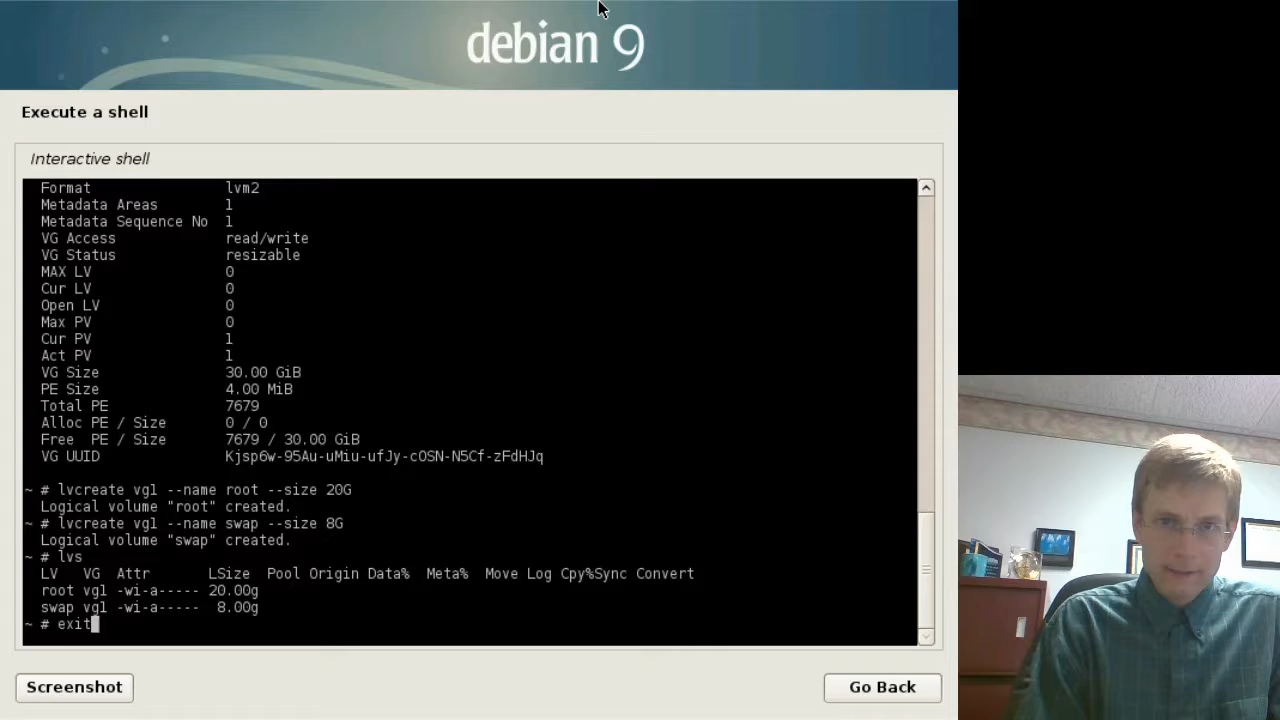 debian 9
Execute a shell
Interactive shell
Format lvm2
Metadata Areas 1
Metadata Sequence No 1
VG Access read/write
VG Status resizable
MAX LV 0
Cur LV 0
Open LV 0
Max PV 0
Cur PV 1
Act PV 1
VG Size 30.00 GiB
PE Size 4.00 MiB
Total PE 7679
Alloc PE / Size 0 / 0
Free PE / Size 7679 / 30.00 GiB
VG UUID Kjsp6w-95Au-uMiu-ufJy-cOSN-N5Cf-zFdHJq
~ # lvcreate vg1 --name root --size 20G
Logical volume "root" created.
~ # lvcreate vg1 --name swap --size 8G
Logical volume "swap" created.
~ # lvs
LV VG Attr LSize Pool Origin Data% Meta% Move Log Cpy%Sync Convert
root vg1 -wi-a----- 20.00g
swap vg1 -wi-a----- 8.00g
~ # exit
Screenshot
Go Back